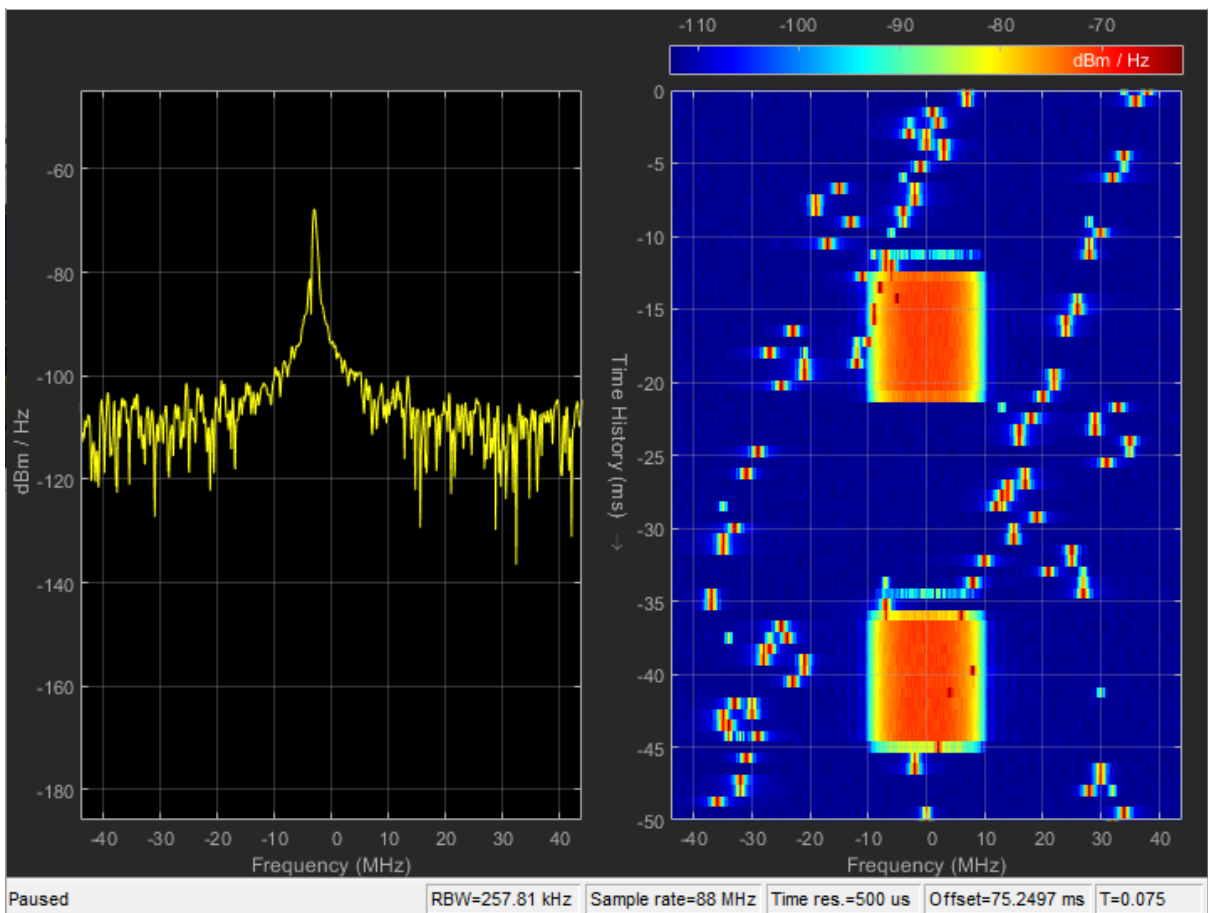 -110 -100 -90 -80 -70
dBm / Hz
-60
-80
-100
-120
-140
-160
-180
dBm / Hz
-40 -30 -20 -10 0 10 20 30 40
Frequency (MHz)
0
-5
-10
-15
-20
-25
-30
-35
-40
-45
-50
Time History (ms) →
-40 -30 -20 -10 0 10 20 30 40
Frequency (MHz)
Paused RBW=257.81 kHz Sample rate=88 MHz Time res.=500 us Offset=75.2497 ms T=0.075